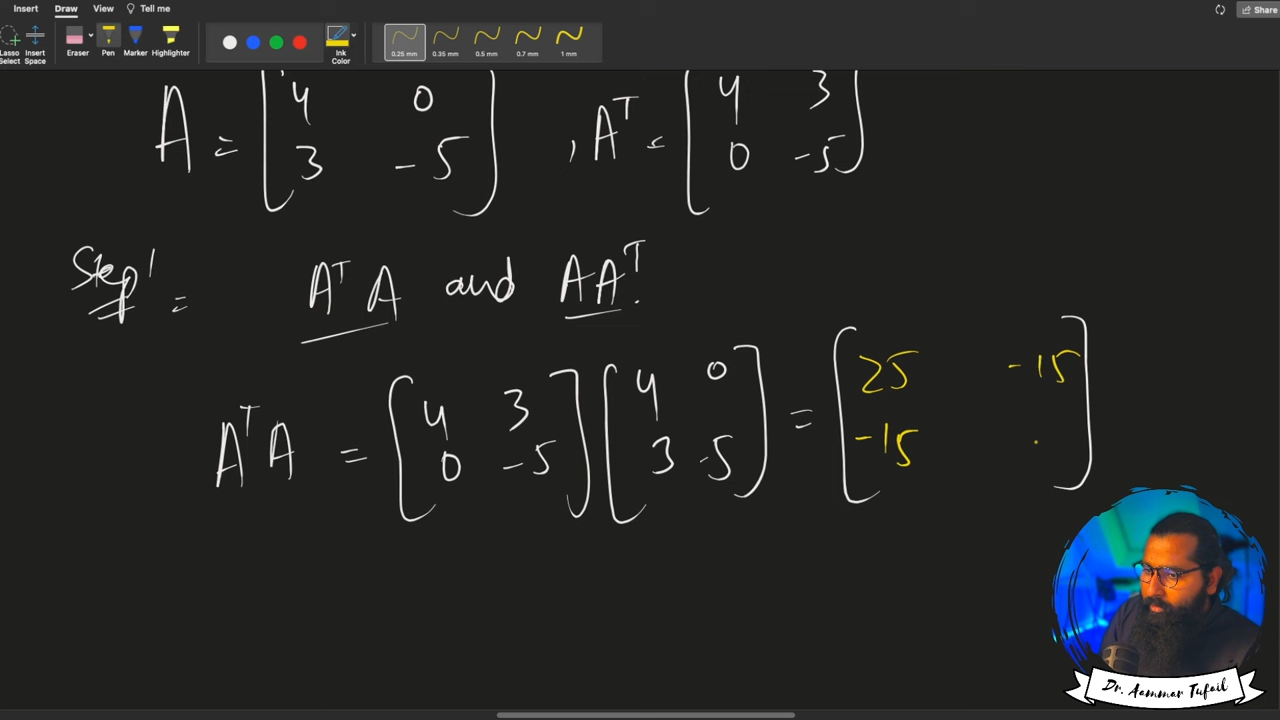 Insert Draw View Tell me
Share
Lasso Select Insert Space Eraser Pen Marker Highlighter Ink Color 0.25 mm 0.35 mm 0.5 mm 0.7 mm 1 mm
A = [ 4 0 , Aᵀ = [ 4 3
3 -5 ] 0 -5 ]
Step 1 = AᵀA and AAᵀ.
AᵀA = [ 4 3 ] [ 4 0 ] = [ 25 -15 ]
[ 0 -5 ] [ 3 -5 ] [ -15 . ]
Dr. Aammar Tufail